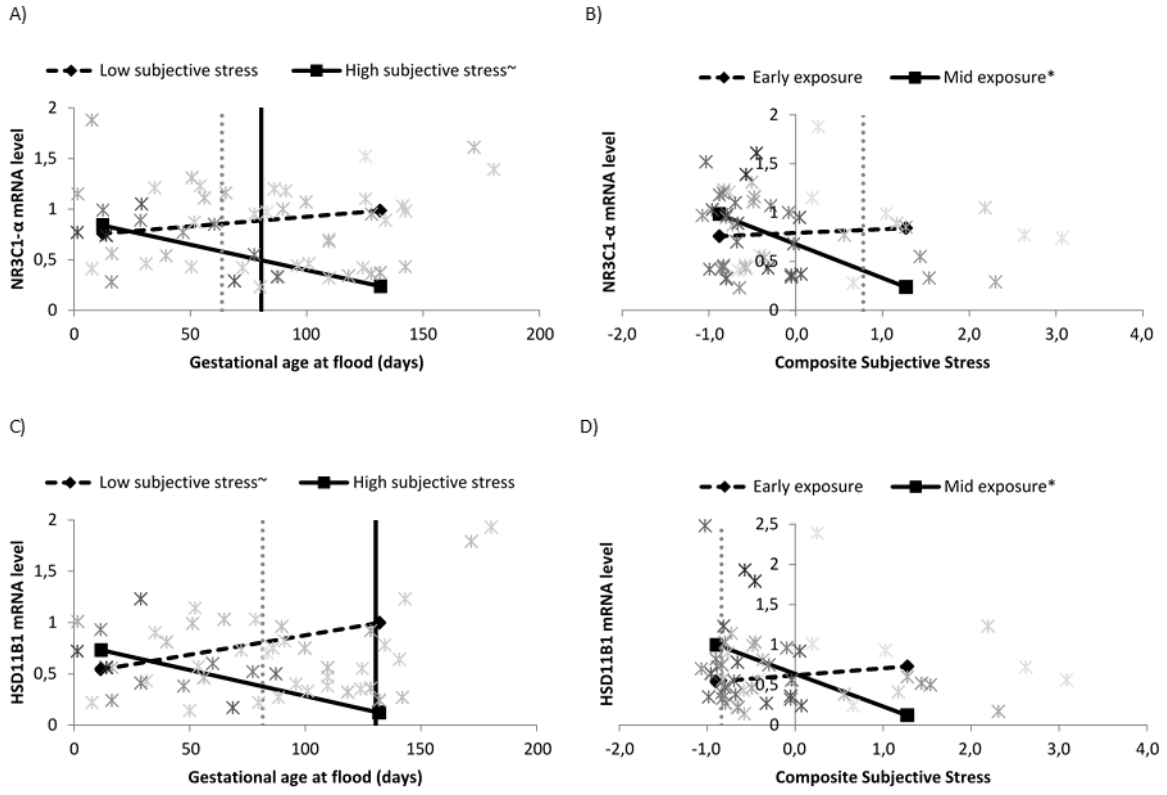 A)
Low subjective stress High subjective stress~
NR3C1-α mRNA level
2
1,5
1
0,5
0
0 50 100 150 200
Gestational age at flood (days)
B)
Early exposure Mid exposure*
NR3C1-α mRNA level
2
1,5
1
0,5
0
-2,0 -1,0 0,0 1,0 2,0 3,0 4,0
Composite Subjective Stress
C)
Low subjective stress~ High subjective stress
HSD11B1 mRNA level
2
1,5
1
0,5
0
0 50 100 150 200
Gestational age at flood (days)
D)
Early exposure Mid exposure*
HSD11B1 mRNA level
2,5
2
1,5
1
0,5
0
-2,0 -1,0 0,0 1,0 2,0 3,0 4,0
Composite Subjective Stress